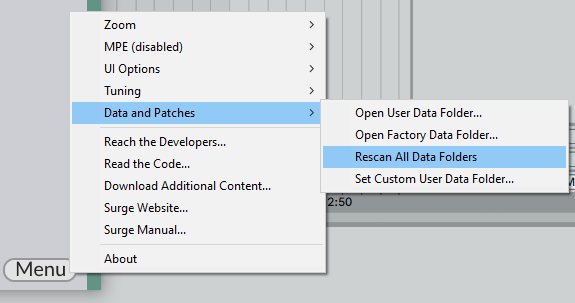 Zoom
MPE (disabled)
UI Options
Tuning
Data and Patches
Open User Data Folder...
Open Factory Data Folder...
Rescan All Data Folders
Set Custom User Data Folder...
Reach the Developers...
Read the Code...
Download Additional Content...
Surge Website...
Surge Manual...
About
Menu
2:50